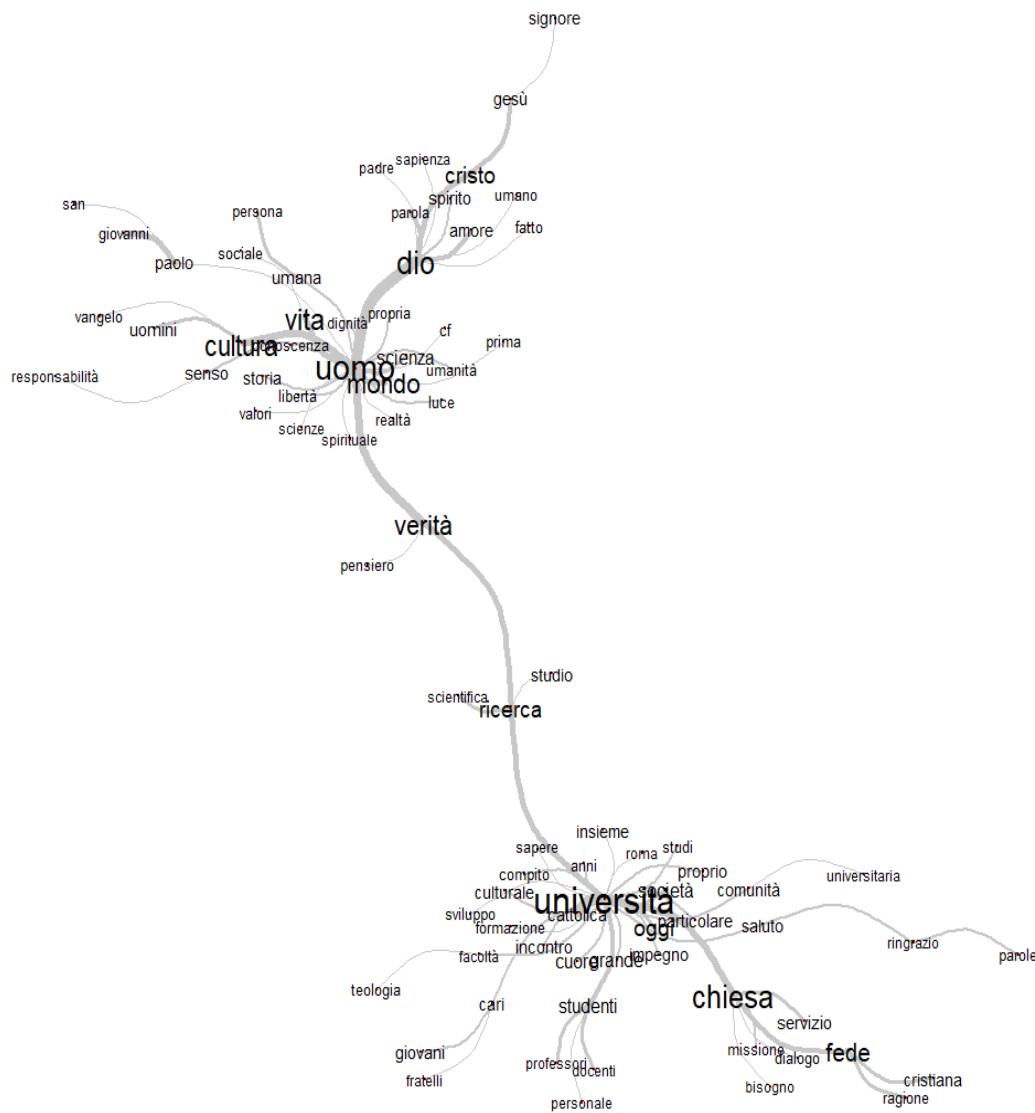 signore
gesù
sapienza
padre
cristo
umano
spirito
san
persona
parola
amore
fatto
giovanni
sociale
paolo
dio
umana
propria
vangelo
vita
dignità
uomini
cf
prima
cultura
conoscenza
scienza
uomo
umanità
responsabilità
senso
storia
mondo
libertà
luce
valori
realtà
scienze
spirituale
verità
pensiero
studio
scientifica
ricerca
insieme
sapere
roma
studi
anni
compito
proprio
universitaria
culturale
società
comunità
università
sviluppo
cattolica
particolare
formazione
oggi
saluto
ringrazio
incontro
facoltà
cuore
grande
impegno
parole
teologia
cari
studenti
chiesa
servizio
giovani
missione
fede
professori
dialogo
fratelli
docenti
cristiana
bisogno
ragione
personale